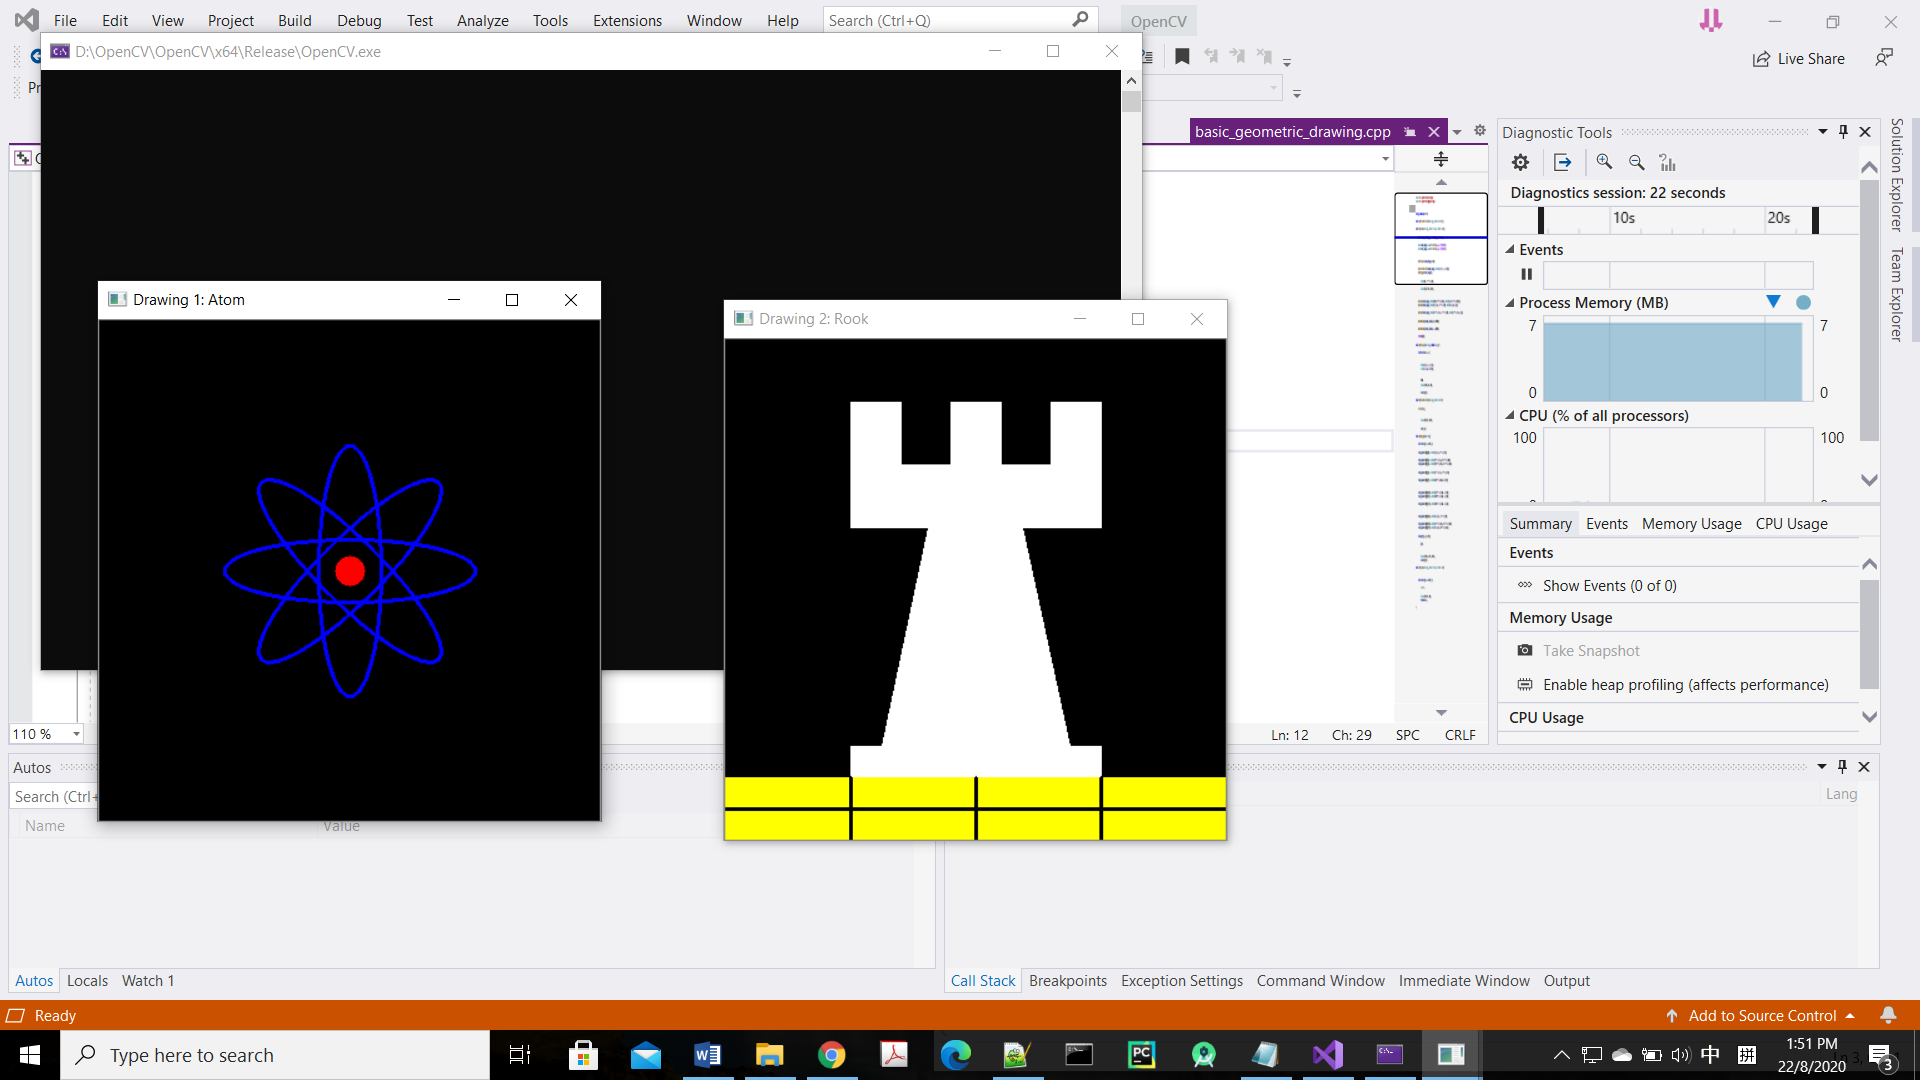 File Edit View Project Build Debug Test Analyze Tools Extensions Window Help Search (Ctrl+Q) OpenCV
D:\OpenCV\OpenCV\x64\Release\OpenCV.exe
Live Share
Pr
basic_geometric_drawing.cpp
Diagnostic Tools
Diagnostics session: 22 seconds
10s 20s
Events
Process Memory (MB)
7 7
0 0
CPU (% of all processors)
100 100
Summary Events Memory Usage CPU Usage
Events
Show Events (0 of 0)
Memory Usage
Take Snapshot
Enable heap profiling (affects performance)
CPU Usage
Solution Explorer
Team Explorer
Drawing 1: Atom
Drawing 2: Rook
110 %
Ln: 12 Ch: 29 SPC CRLF
Autos
Search (Ctrl+
Name Value
Lang
Autos Locals Watch 1
Call Stack Breakpoints Exception Settings Command Window Immediate Window Output
Ready
Add to Source Control
Type here to search
中 拼
1:51 PM
22/8/2020
3